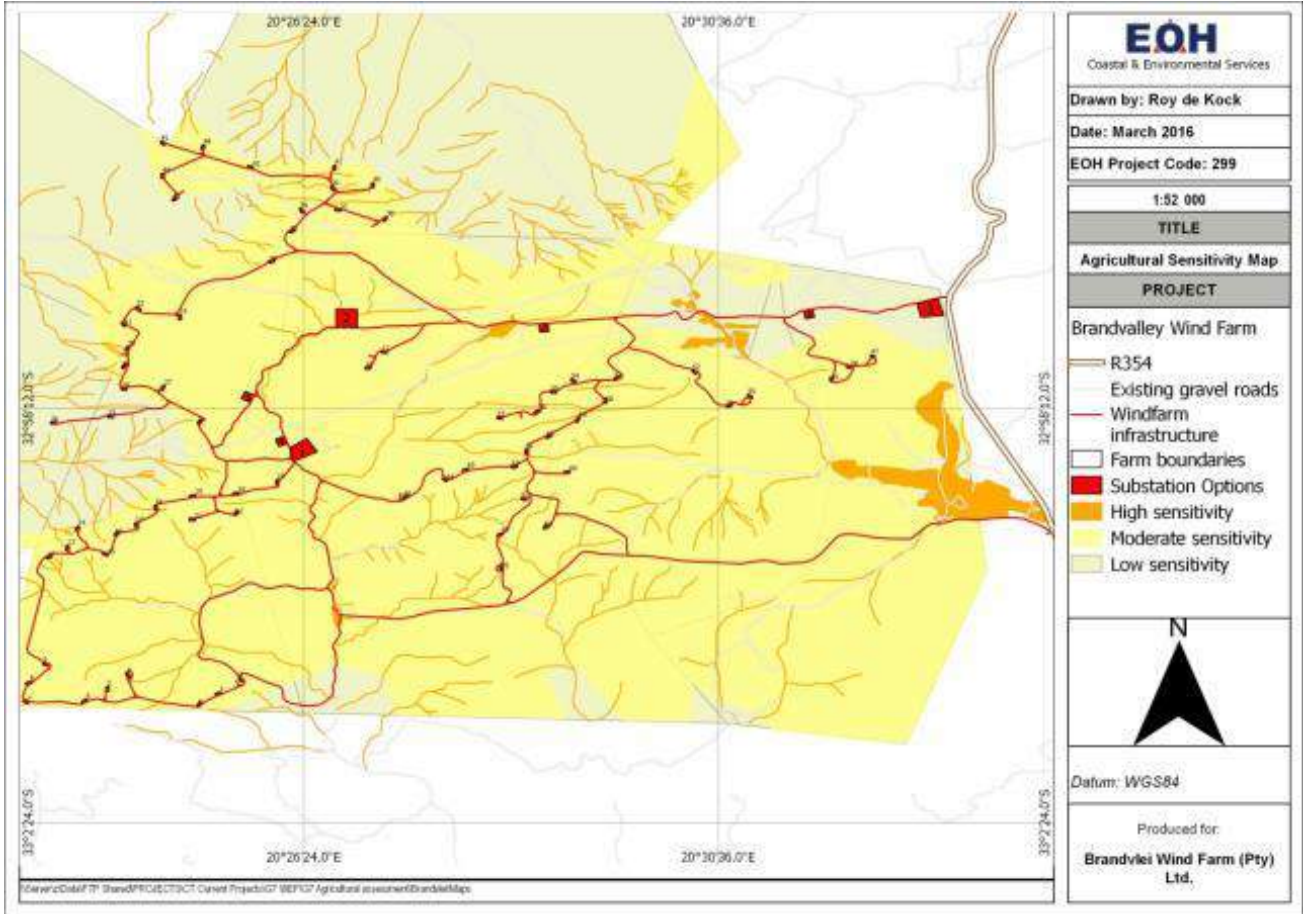 20°26'24.0"E
20°30'36.0"E
32°58'12.0"S
32°58'12.0"S
33°2'24.0"S
33°2'24.0"S
20°26'24.0"E
20°30'36.0"E
EOH
Coastal & Environmental Services
Drawn by: Roy de Kock
Date: March 2016
EOH Project Code: 299
1:52 000
TITLE
Agricultural Sensitivity Map
PROJECT
Brandvalley Wind Farm
R354
Existing gravel roads
Windfarm
infrastructure
Farm boundaries
Substation Options
High sensitivity
Moderate sensitivity
Low sensitivity
N
Datum: WGS84
Produced for:
Brandvlei Wind Farm (Pty)
Ltd.